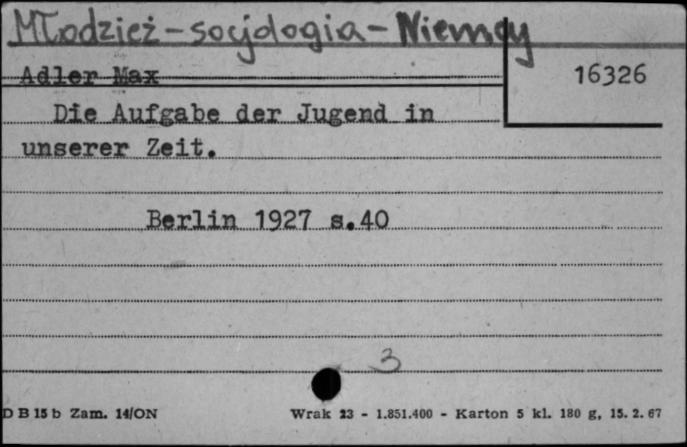 Młodzież - socjologia - Niemcy
Adler Max
16326
Die Aufgabe der Jugend in
unserer Zeit.
Berlin 1927 s.40
3
D B 15 b Zam. 14/ON
Wrak 23 - 1.851.400 - Karton 5 kl. 180 g, 15. 2. 67